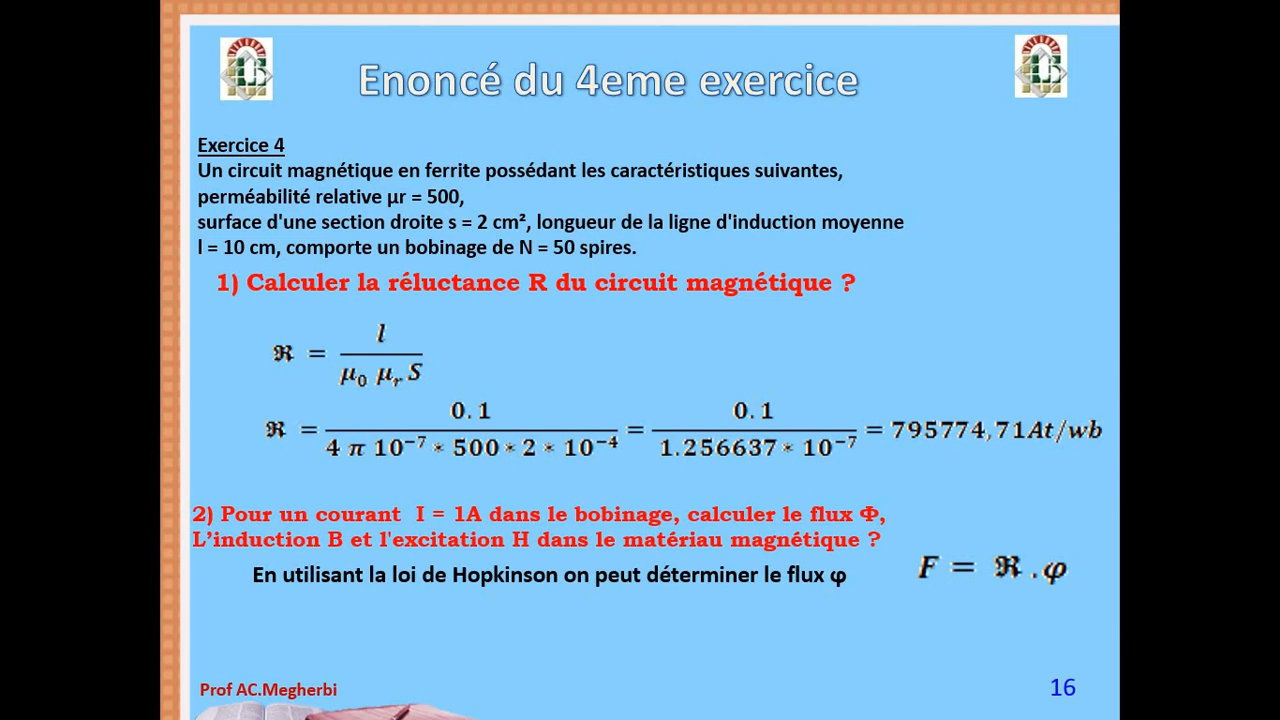 Enoncé du 4eme exercice
Exercice 4
Un circuit magnétique en ferrite possédant les caractéristiques suivantes,
perméabilité relative μr = 500,
surface d'une section droite s = 2 cm², longueur de la ligne d'induction moyenne
l = 10 cm, comporte un bobinage de N = 50 spires.
1) Calculer la réluctance R du circuit magnétique ?
ℜ = l / (μ₀ μᵣ S)
ℜ = 0.1 / (4 π 10⁻⁷ * 500 * 2 * 10⁻⁴) = 0.1 / (1.256637 * 10⁻⁷) = 795774,71At/wb
2) Pour un courant I = 1A dans le bobinage, calculer le flux Φ,
L’induction B et l'excitation H dans le matériau magnétique ?
En utilisant la loi de Hopkinson on peut déterminer le flux φ
F = ℜ .φ
Prof AC.Megherbi
16